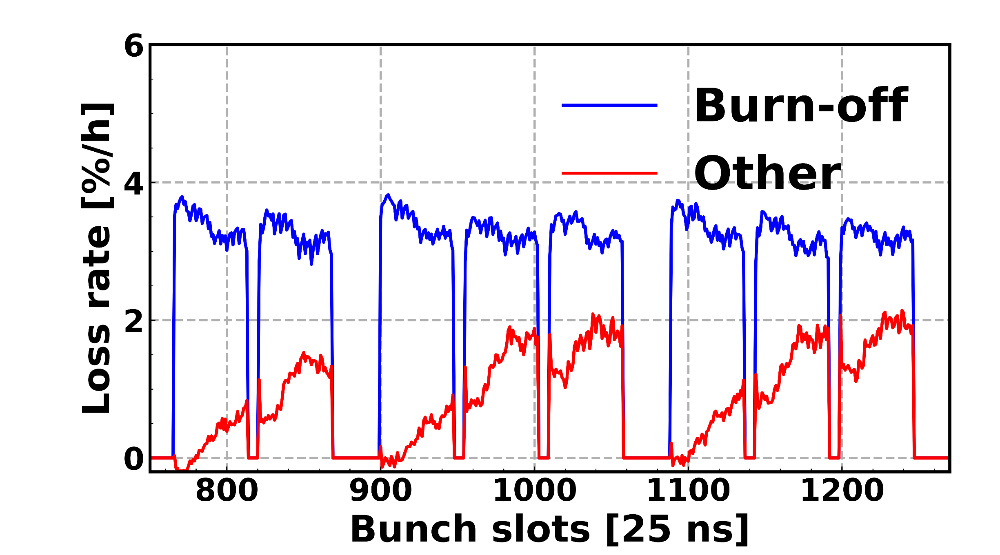 6
4
2
0
Loss rate [%/h]
Burn-off
Other
800 900 1000 1100 1200
Bunch slots [25 ns]